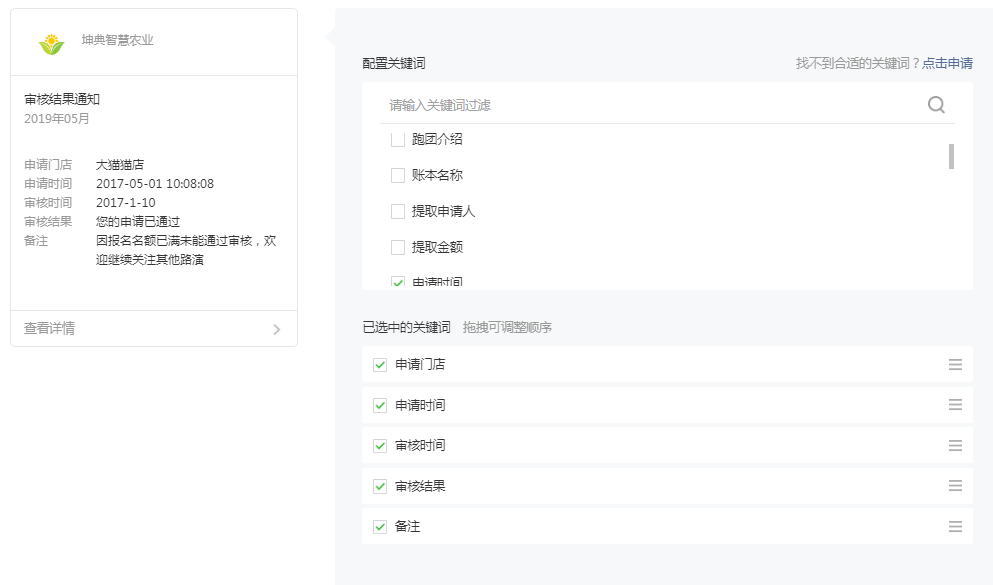 坤典智慧农业
审核结果通知
2019年05月
申请门店 大猫猫店
申请时间 2017-05-01 10:08:08
审核时间 2017-1-10
审核结果 您的申请已通过
备注 因报名名额已满未能通过审核，欢
迎继续关注其他路演
查看详情
配置关键词 找不到合适的关键词？点击申请
请输入关键词过滤
跑团介绍
账本名称
提取申请人
提取金额
申请时间
已选中的关键词 拖拽可调整顺序
申请门店
申请时间
审核时间
审核结果
备注